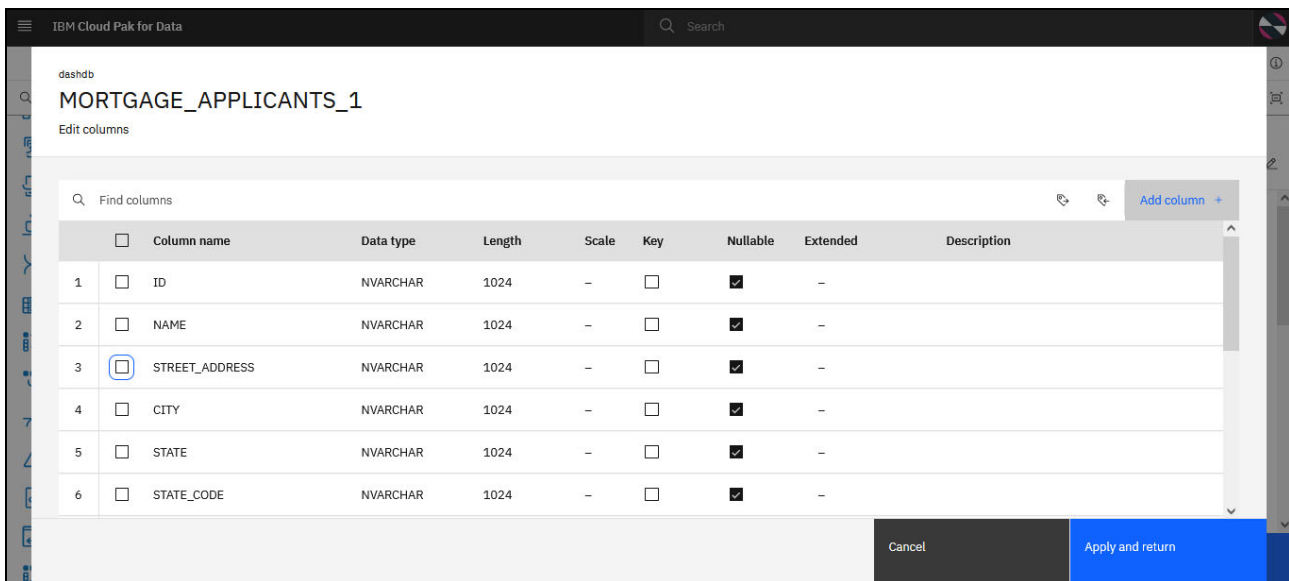 IBM Cloud Pak for Data Search
dashdb
MORTGAGE_APPLICANTS_1
Edit columns
Find columns Add column +
Column name Data type Length Scale Key Nullable Extended Description
1 ID NVARCHAR 1024 – –
2 NAME NVARCHAR 1024 – –
3 STREET_ADDRESS NVARCHAR 1024 – –
4 CITY NVARCHAR 1024 – –
5 STATE NVARCHAR 1024 – –
6 STATE_CODE NVARCHAR 1024 – –
Cancel Apply and return